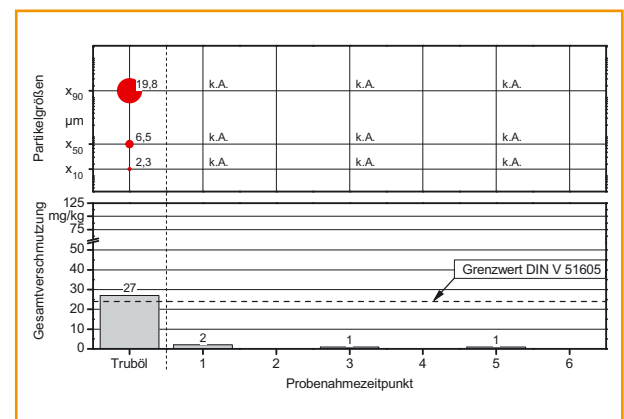 Partikelgrößen
x90
µm
x50
x10
19,8
k.A.
k.A.
k.A.
6,5
k.A.
k.A.
k.A.
2,3
k.A.
k.A.
k.A.
Gesamtverschmutzung
125
mg/kg
75
50
40
30
20
10
0
Grenzwert DIN V 51605
27
2
1
1
Truböl
1
2
3
4
5
6
Probenahmezeitpunkt